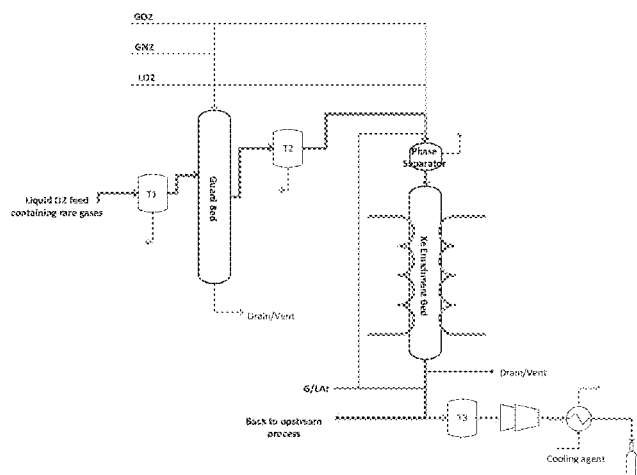 GO2
GN2
LO2
T2
Phase
Separator
T1
Guard Bed
Liquid O2 feed
containing rare gases
Xe Enrichment Bed
Drain/Vent
Drain/Vent
G/LAr
Back to upstream
process
T3
Cooling agent